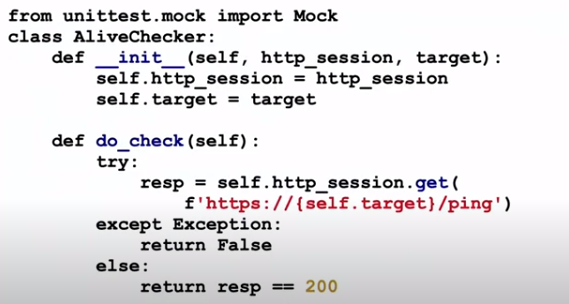 from unittest.mock import Mock
class AliveChecker:
    def __init__(self, http_session, target):
        self.http_session = http_session
        self.target = target

    def do_check(self):
        try:
            resp = self.http_session.get(
                f'https://{self.target}/ping')
        except Exception:
            return False
        else:
            return resp == 200